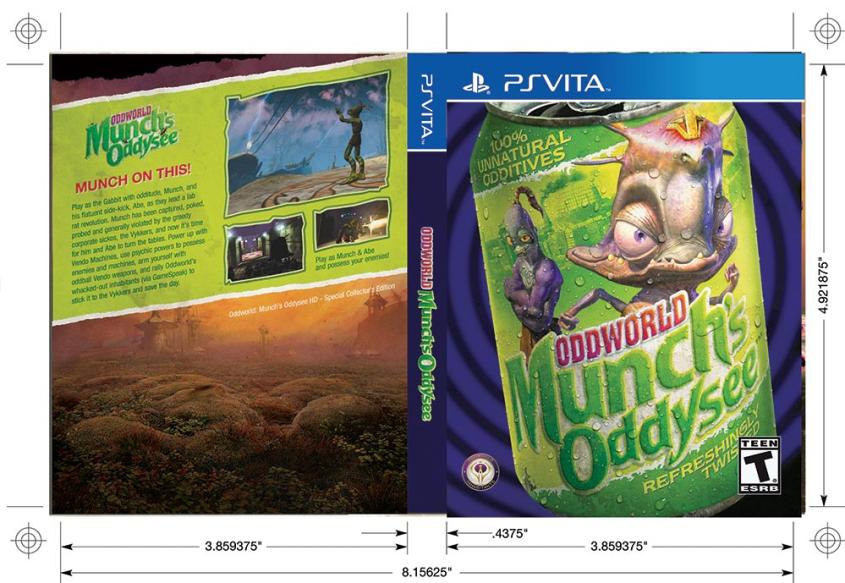 ODDWORLD
Munch's
Oddysee
MUNCH ON THIS!
Play as the Gabbit with odditude, Munch, and
his flatuent side-kick, Abe, as they lead a lab
rat revolution. Munch has been captured, poked,
probed and generally violated by the greedy
corporate sickos, the Vykkers, and now it's time
for him and Abe to turn the tables. Power up with
Vendo Machines, use psychic powers to possess
enemies and machines, arm yourself with
oddball Vendo weapons, and rally Oddworld's
whacked-out inhabitants (via GameSpeak) to
stick it to the Vykkers and save the day.
Play as Munch & Abe
and possess your enemies!
Oddworld: Munch's Oddysee HD - Special Collector's Edition
PSVITA™
ODDWORLD Munch's Oddysee
PSVITA™
100%
UNNATURAL
ODDITIVES
ODDWORLD
Munch's
Oddysee
REFRESHINGLY
TWISTED
TEEN
T
ESRB
4.921875"
3.859375"
.4375"
3.859375"
8.15625"